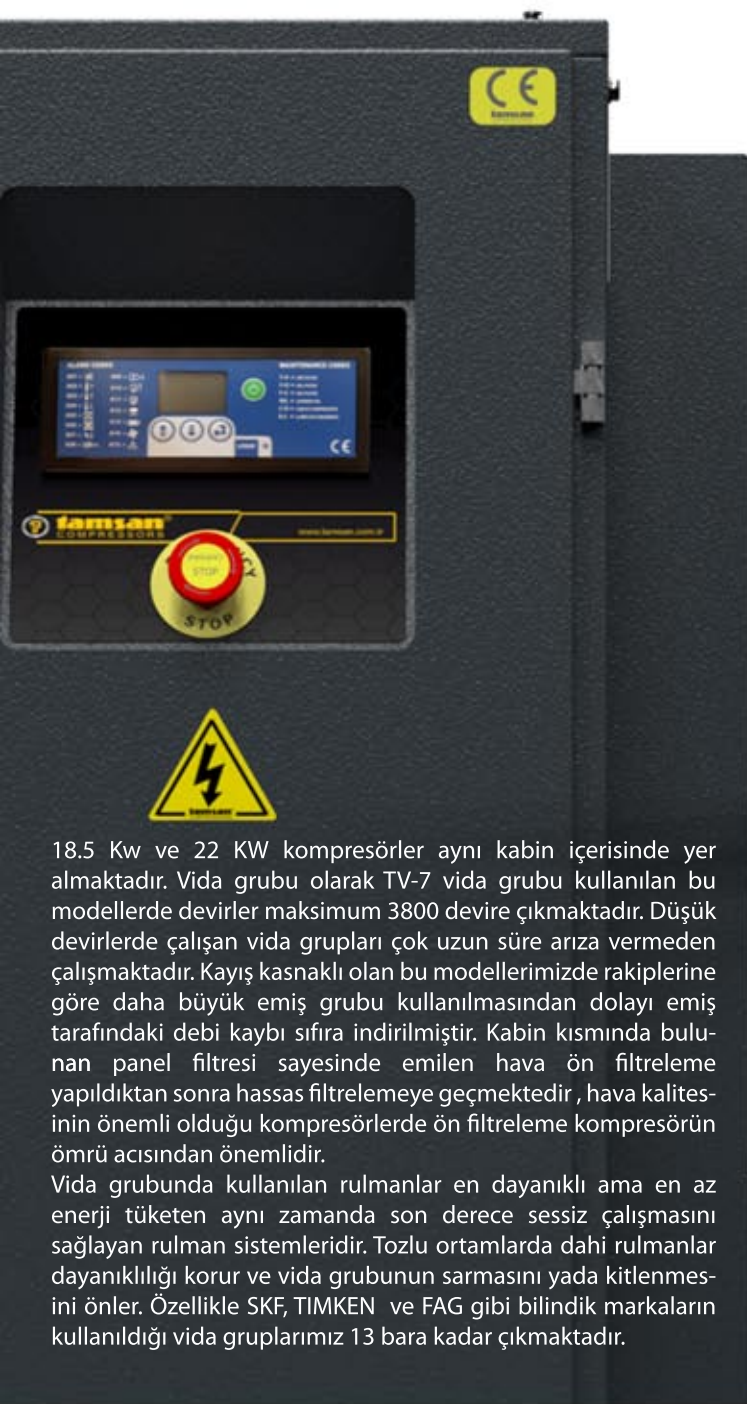 CE
tamsan
ALARM CODES
MAINTENANCE CODES
CE
tamsan
COMPRESSORS
www.tamsan.com.tr
STOP
STOP
tamsan
18.5 Kw ve 22 KW kompresörler aynı kabin içerisinde yer
almaktadır. Vida grubu olarak TV-7 vida grubu kullanılan bu
modellerde devirler maksimum 3800 devire çıkmaktadır. Düşük
devirlerde çalışan vida grupları çok uzun süre arıza vermeden
çalışmaktadır. Kayış kasnaklı olan bu modellerimizde rakiplerine
göre daha büyük emiş grubu kullanılmasından dolayı emiş
tarafındaki debi kaybı sıfıra indirilmiştir. Kabin kısmında bulu-
nan panel filtresi sayesinde emilen hava ön filtreleme
yapıldıktan sonra hassas filtrelemeye geçmektedir , hava kalites-
inin önemli olduğu kompresörlerde ön filtreleme kompresörün
ömrü acısından önemlidir.
Vida grubunda kullanılan rulmanlar en dayanıklı ama en az
enerji tüketen aynı zamanda son derece sessiz çalışmasını
sağlayan rulman sistemleridir. Tozlu ortamlarda dahi rulmanlar
dayanıklılığı korur ve vida grubunun sarmasını yada kitlenmes-
ini önler. Özellikle SKF, TIMKEN ve FAG gibi bilindik markaların
kullanıldığı vida gruplarımız 13 bara kadar çıkmaktadır.